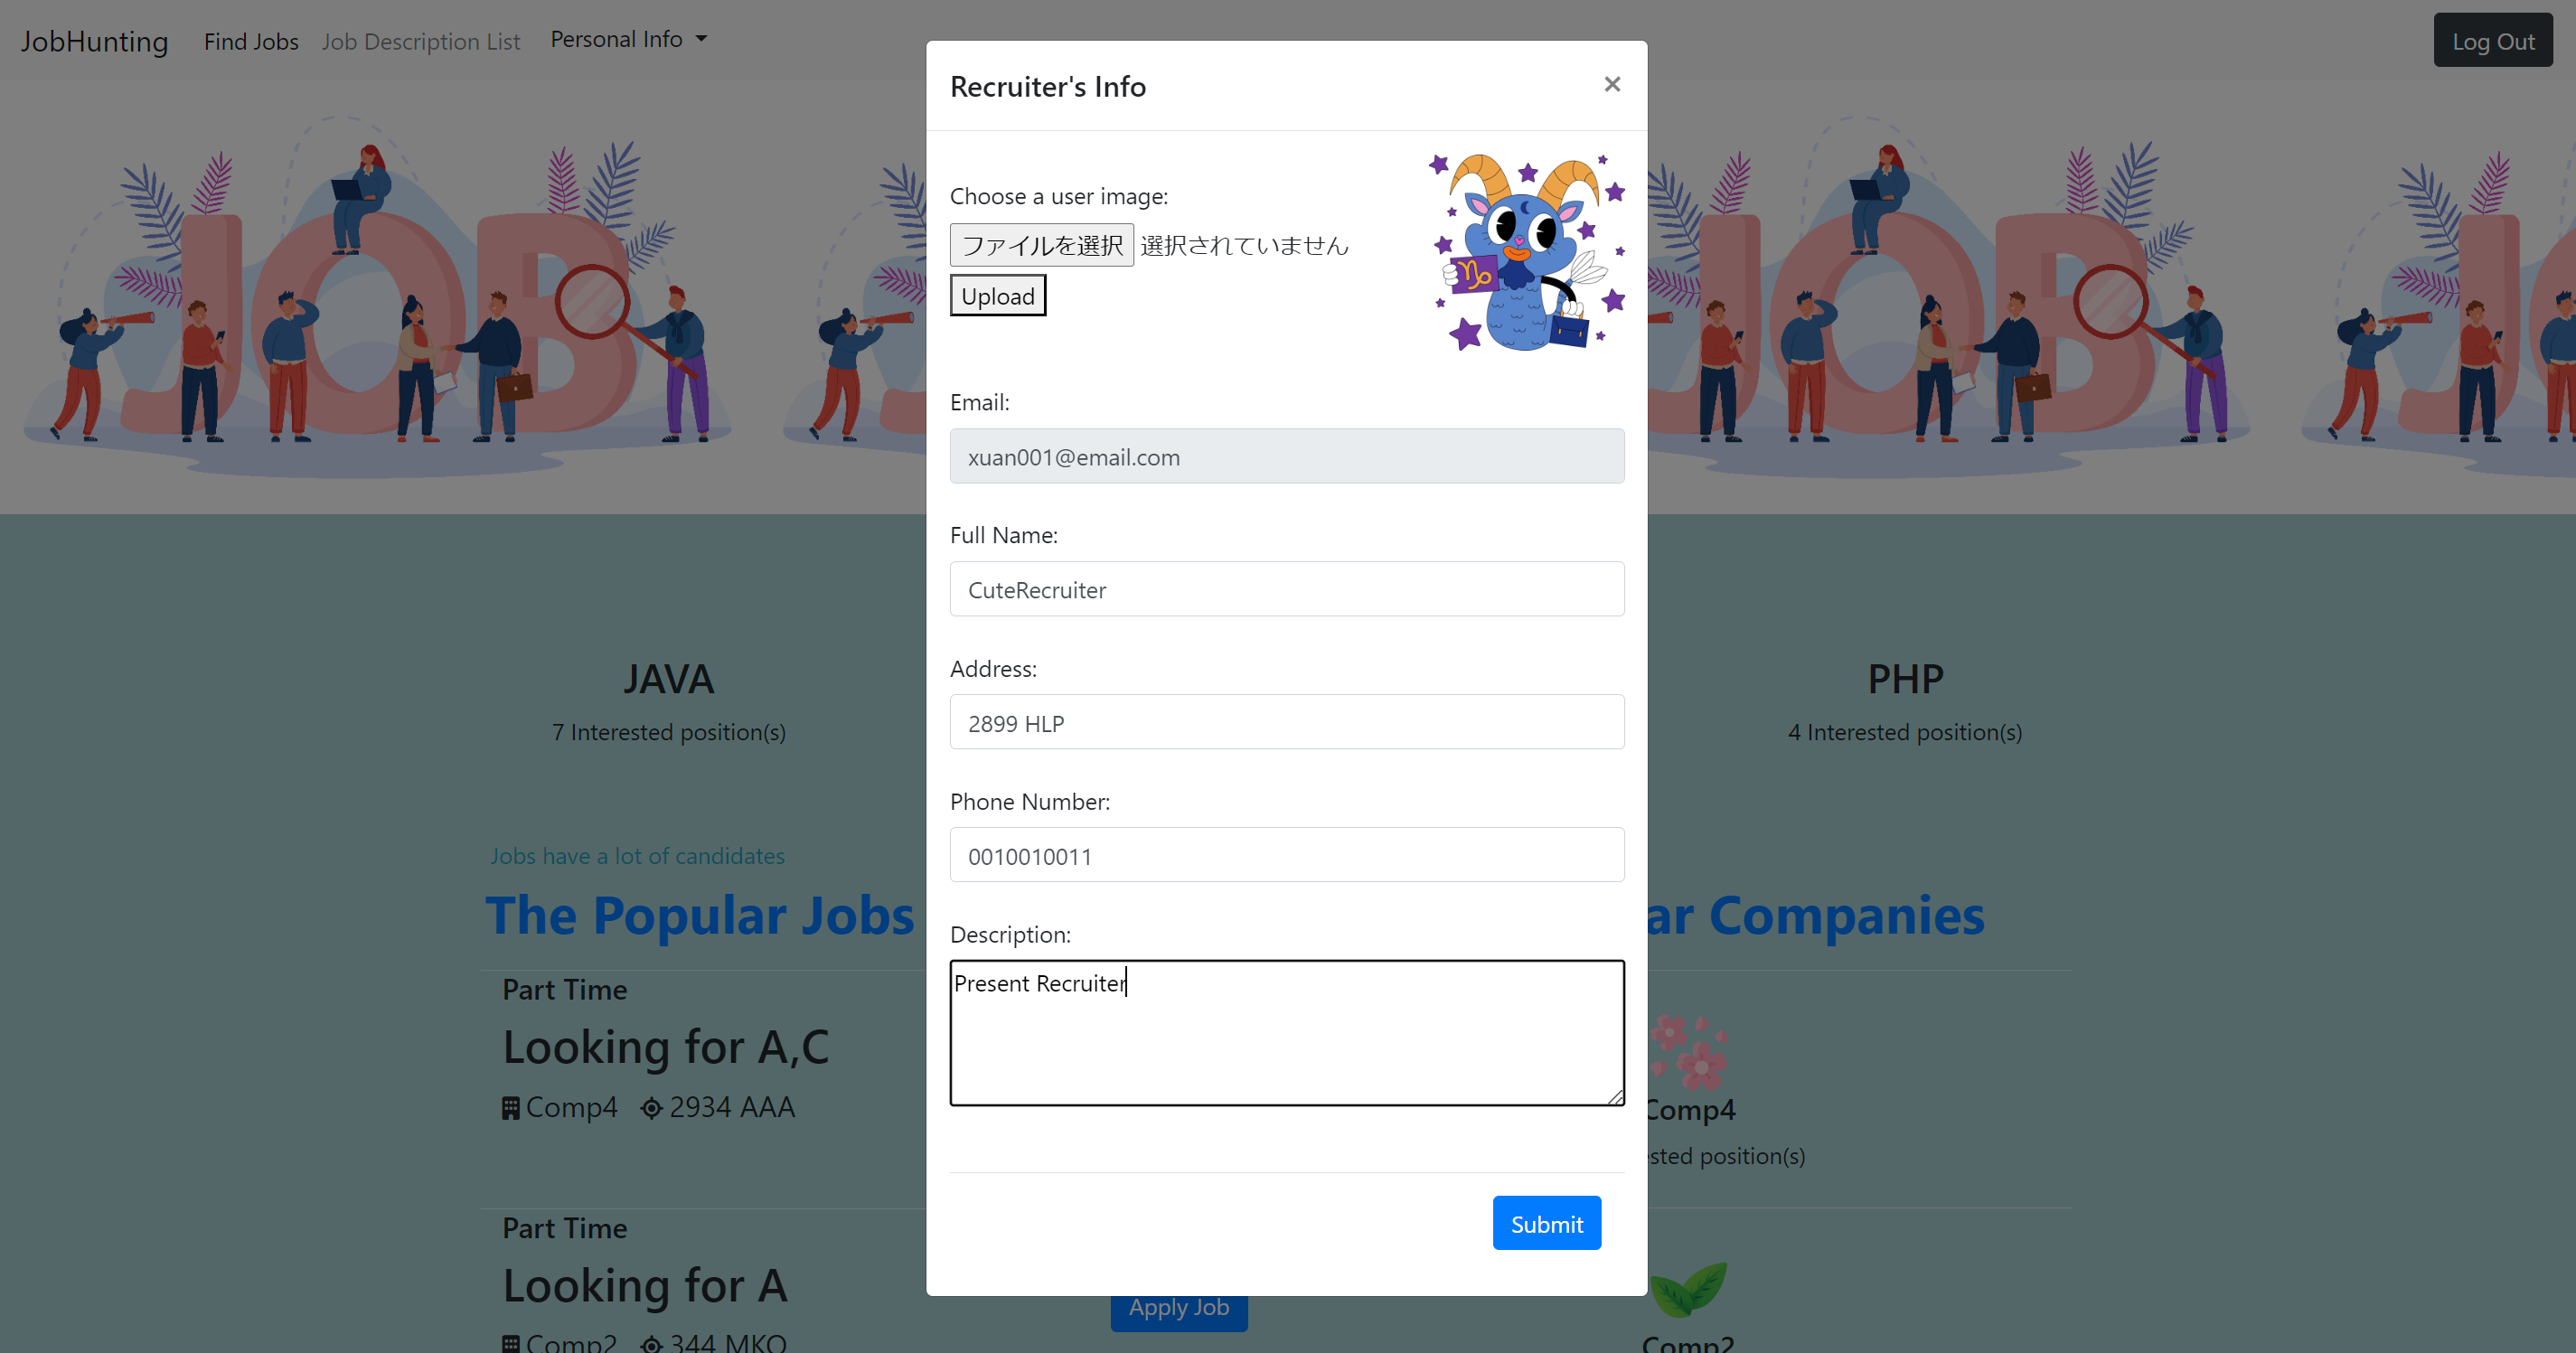 JobHunting Find Jobs Job Description List Personal Info Log Out
Recruiter's Info ×
Choose a user image:
ファイルを選択 選択されていません
Upload
Email:
xuan001@email.com
Full Name:
CuteRecruiter
Address:
2899 HLP
Phone Number:
0010010011
Description:
Present Recruiter
Submit
JAVA
7 Interested position(s)
PHP
4 Interested position(s)
Jobs have a lot of candidates
The Popular Jobs
ar Companies
Part Time
Looking for A,C
Comp4 2934 AAA
Comp4
sted position(s)
Part Time
Looking for A
Apply Job
Comp2 344 MKO
Comp2